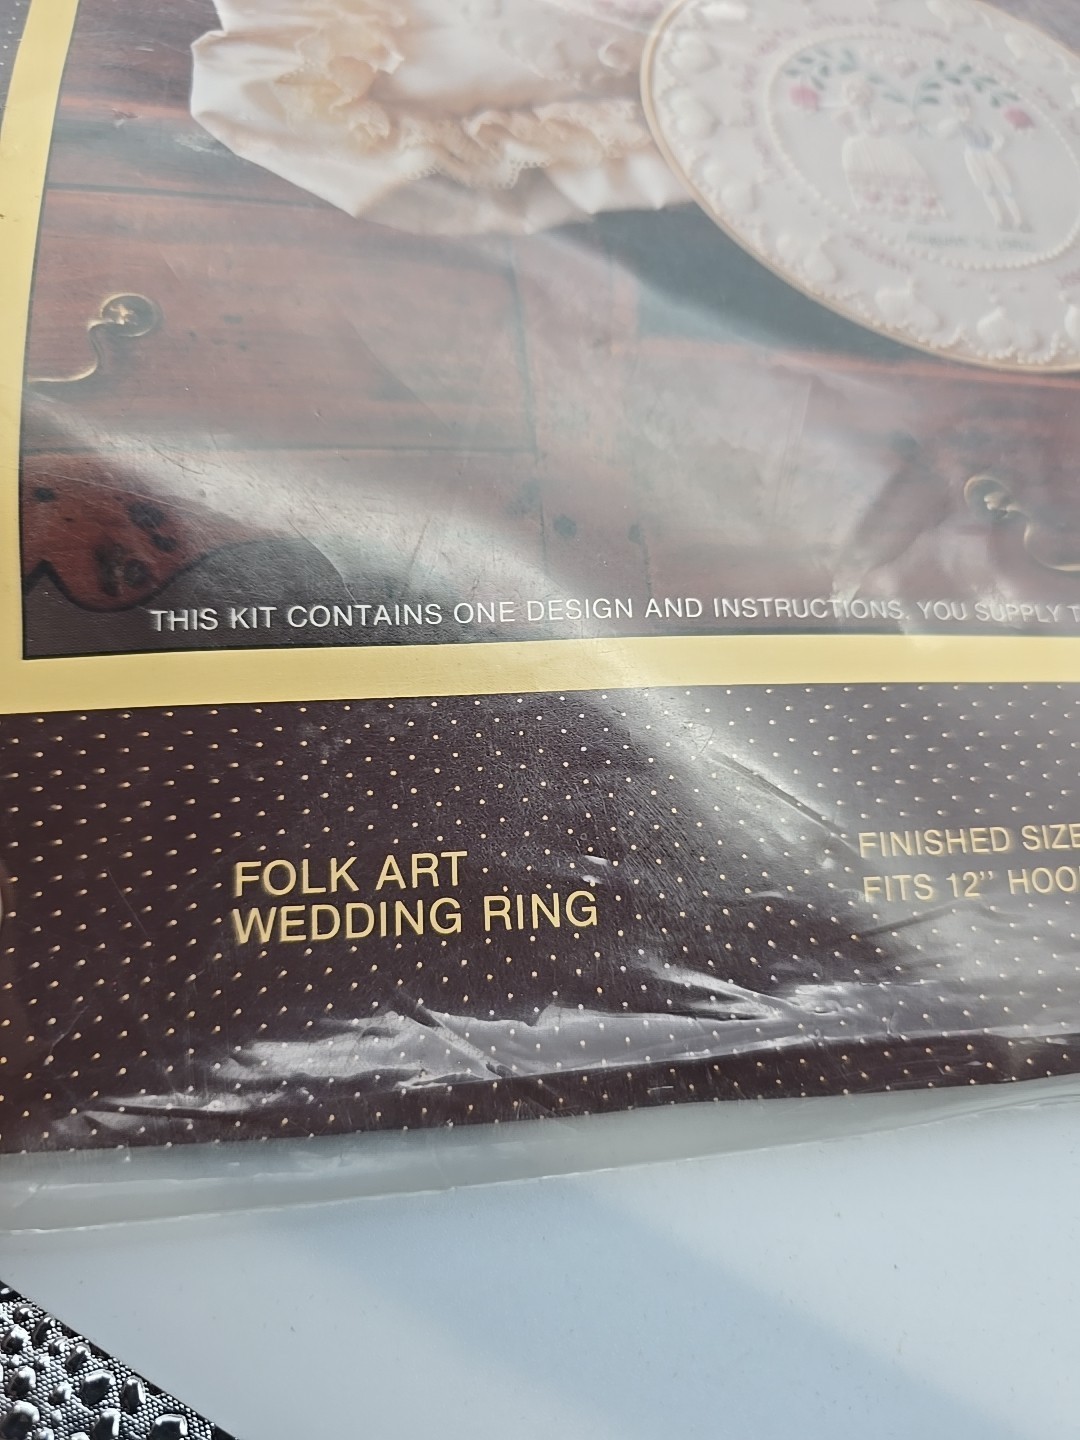 THIS KIT CONTAINS ONE DESIGN AND INSTRUCTIONS. YOU SUPPLY
FOLK ART
WEDDING RING
FINISHED SIZE
FITS 12" HOO